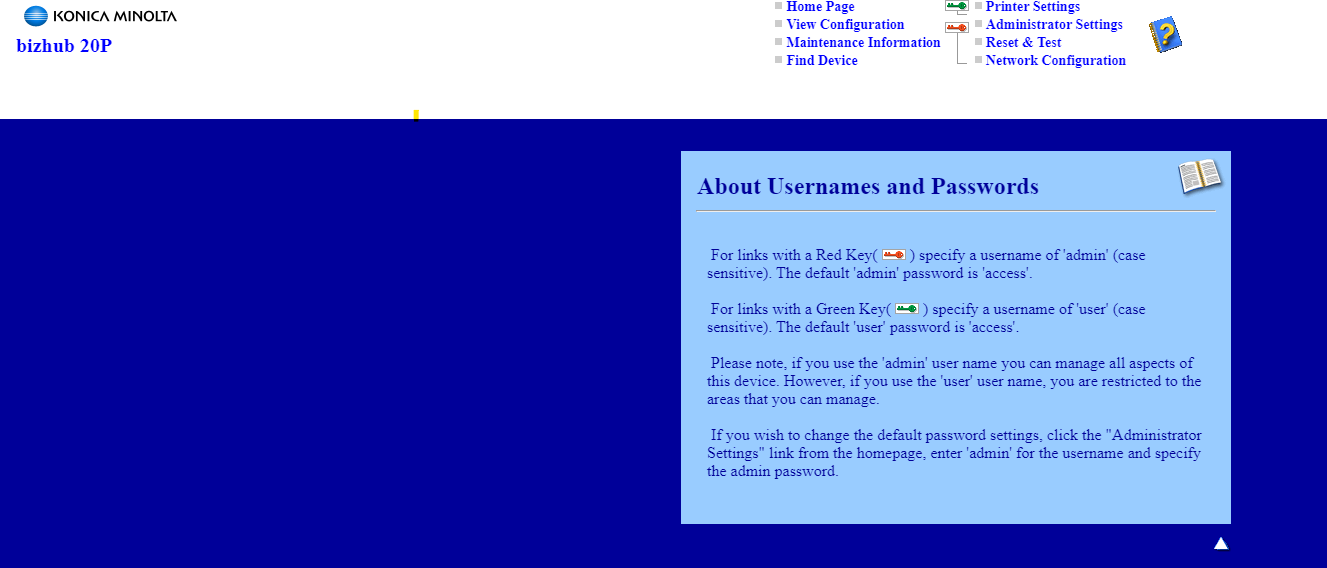 KONICA MINOLTA
bizhub 20P
Home Page
View Configuration
Maintenance Information
Find Device
Printer Settings
Administrator Settings
Reset & Test
Network Configuration
?
About Usernames and Passwords
For links with a Red Key( ) specify a username of 'admin' (case
sensitive). The default 'admin' password is 'access'.
For links with a Green Key( ) specify a username of 'user' (case
sensitive). The default 'user' password is 'access'.
Please note, if you use the 'admin' user name you can manage all aspects of
this device. However, if you use the 'user' user name, you are restricted to the
areas that you can manage.
If you wish to change the default password settings, click the "Administrator
Settings" link from the homepage, enter 'admin' for the username and specify
the admin password.